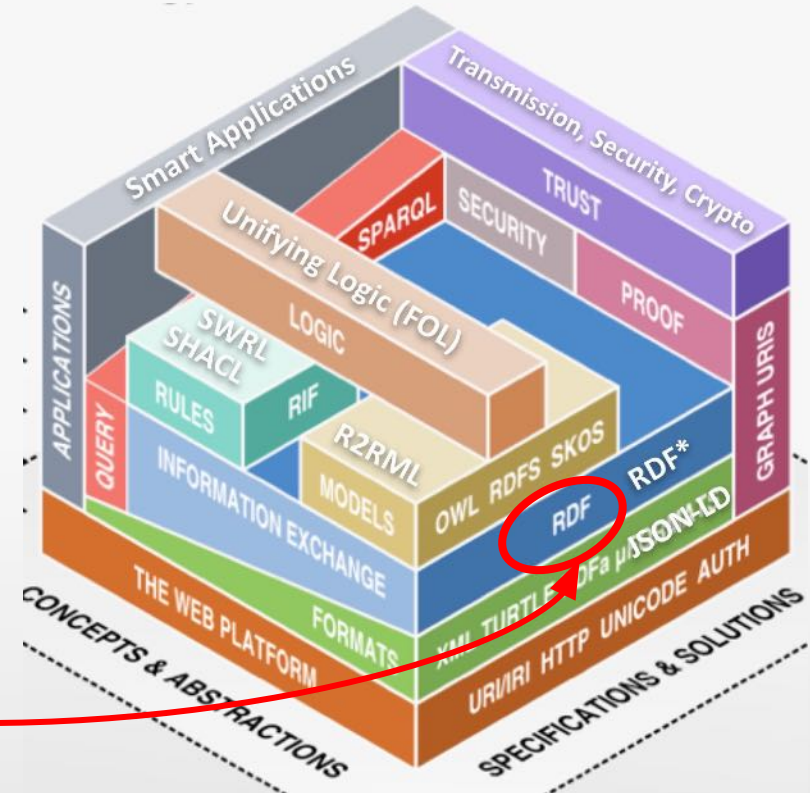 Smart Applications
Transmission, Security, Crypto
TRUST
SPARQL
SECURITY
PROOF
Unifying Logic (FOL)
LOGIC
APPLICATIONS
QUERY
SWRL
SHACL
RULES
RIF
R2RML
MODELS
OWL RDFS SKOS
GRAPH URIS
INFORMATION EXCHANGE
RDF
RDF*
FORMATS
XML TURTLE
JSON-LD
THE WEB PLATFORM
URI/IRI HTTP UNICODE AUTH
CONCEPTS & ABSTRACTIONS
SPECIFICATIONS & SOLUTIONS